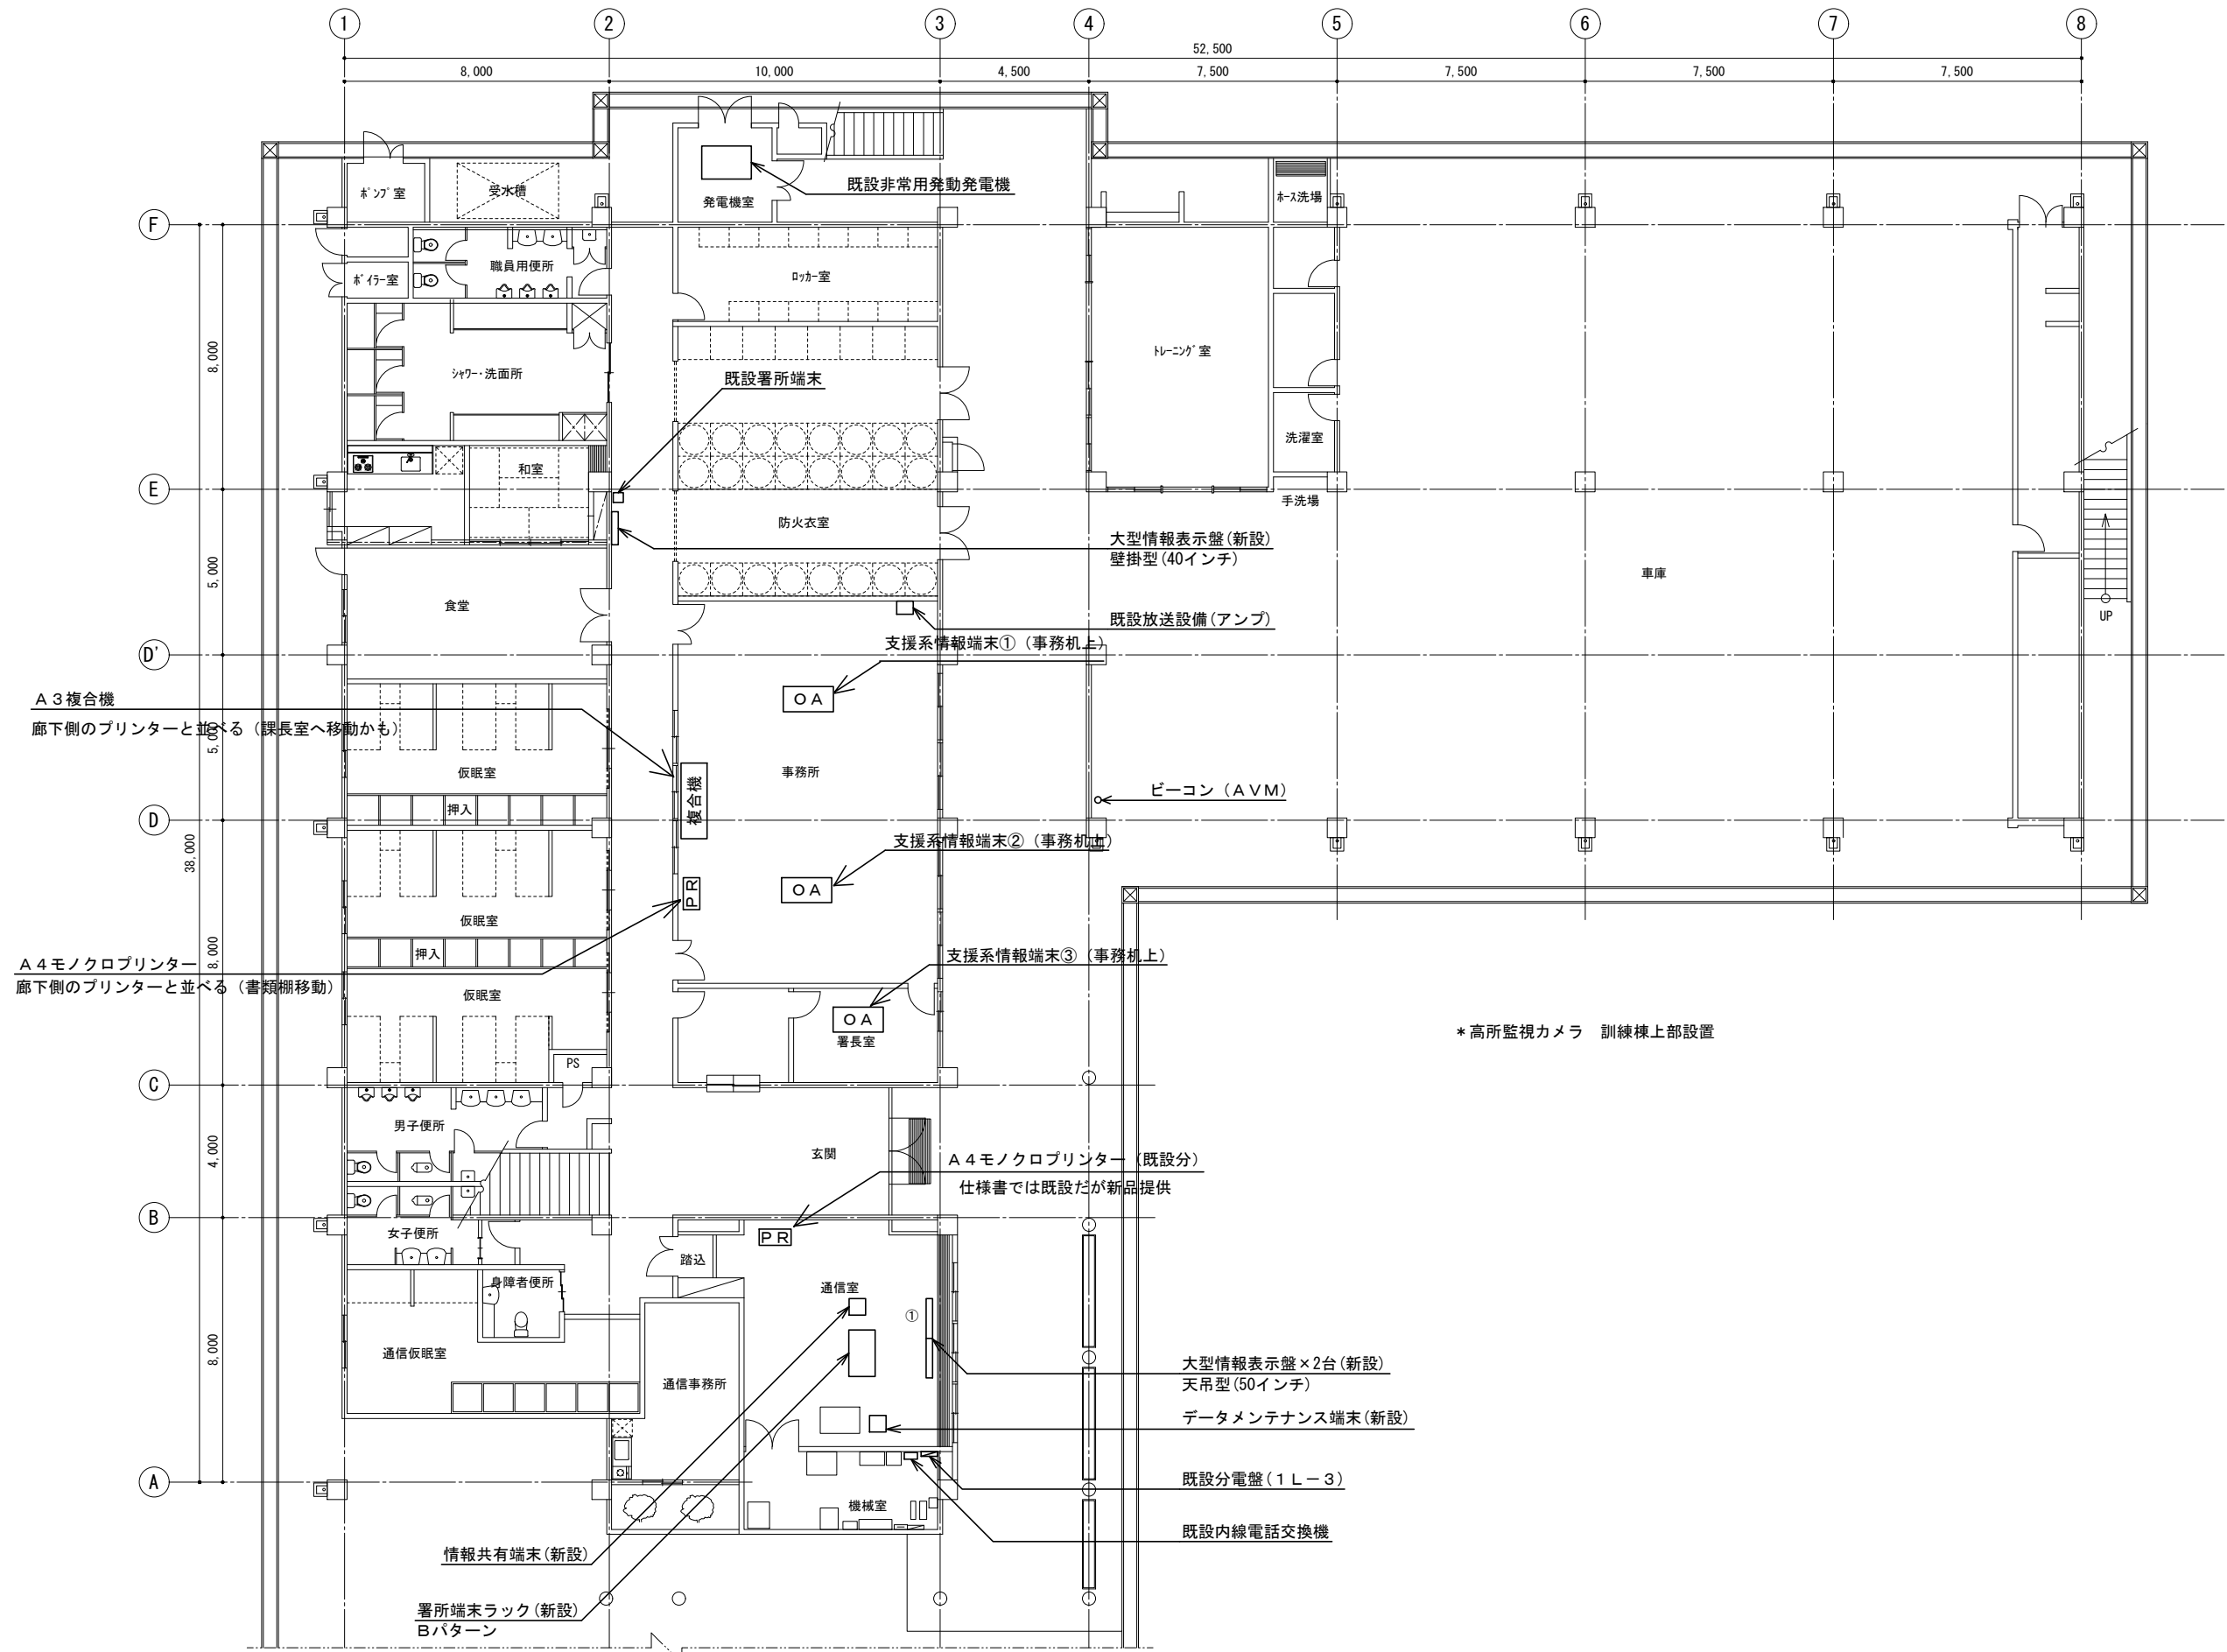 1
2
3
4
5
6
7
8
52,500
8,000
10,000
4,500
7,500
7,500
7,500
7,500
ﾎﾟﾝﾌﾟ室
受水槽
発電機室
既設非常用発動発電機
ﾎｰｽ洗場
F
職員用便所
ﾎﾞｲﾗｰ室
ﾛｯｶｰ室
8,000
ｼｬﾜｰ・洗面所
既設署所端末
ﾄﾚｰﾆﾝｸﾞ室
洗濯室
和室
E
手洗場
防火衣室
大型情報表示盤(新設)
壁掛型(40インチ)
車庫
5,000
食堂
既設放送設備(アンプ)
UP
支援系情報端末①（事務机上）
D'
ＯＡ
Ａ３複合機
廊下側のプリンターと並べる（課長室へ移動かも）
5,000
仮眠室
複合機
事務所
ビーコン（ＡＶＭ）
押入
D
38,000
支援系情報端末②（事務机上）
ＯＡ
ＰＲ
仮眠室
押入
8,000
Ａ４モノクロプリンター
廊下側のプリンターと並べる（書類棚移動）
支援系情報端末③（事務机上）
仮眠室
ＯＡ
署長室
＊高所監視カメラ　訓練棟上部設置
PS
C
男子便所
4,000
玄関
Ａ４モノクロプリンター（既設分）
仕様書では既設だが新品提供
B
女子便所
ＰＲ
踏込
身障者便所
通信室
①
8,000
通信仮眠室
通信事務所
大型情報表示盤×2台(新設)
天吊型(50インチ)
データメンテナンス端末(新設)
A
既設分電盤(１Ｌ－３)
機械室
既設内線電話交換機
情報共有端末(新設)
署所端末ラック(新設)
Ｂパターン